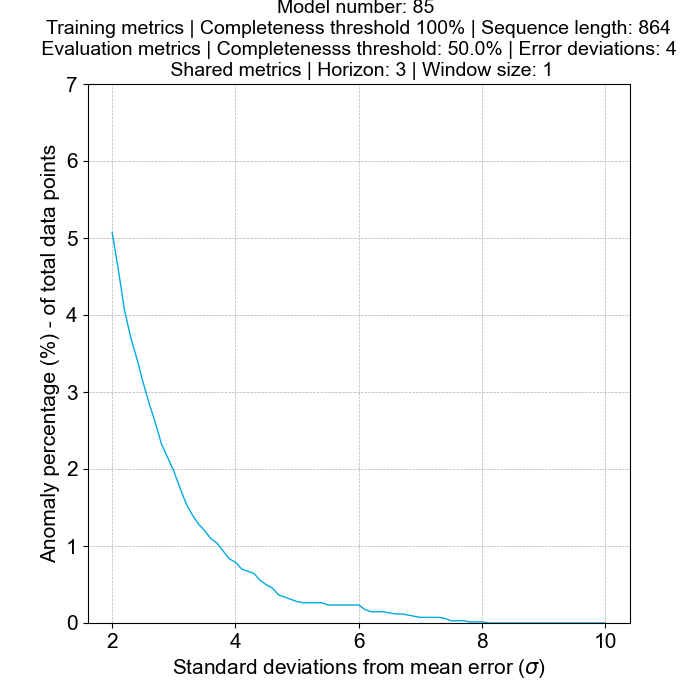 Model number: 85
Training metrics | Completeness threshold 100% | Sequence length: 864
Evaluation metrics | Completenesss threshold: 50.0% | Error deviations: 4
Shared metrics | Horizon: 3 | Window size: 1
7
6
5
4
3
2
1
0
Anomaly percentage (%) - of total data points
2 4 6 8 10
Standard deviations from mean error (σ)